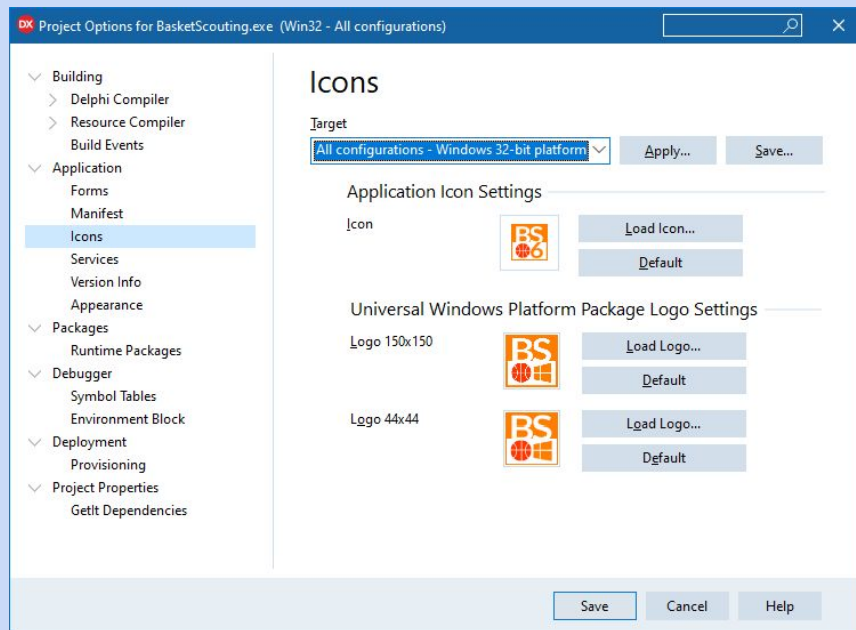 DX Project Options for BasketScouting.exe (Win32 - All configurations)
Building
Delphi Compiler
Resource Compiler
Build Events
Application
Forms
Manifest
Icons
Services
Version Info
Appearance
Packages
Runtime Packages
Debugger
Symbol Tables
Environment Block
Deployment
Provisioning
Project Properties
GetIt Dependencies
Icons
Target
All configurations - Windows 32-bit platform
Apply...
Save...
Application Icon Settings
Icon
BS
6
Load Icon...
Default
Universal Windows Platform Package Logo Settings
Logo 150x150
BS
Load Logo...
Default
Logo 44x44
BS
Load Logo...
Default
Save
Cancel
Help